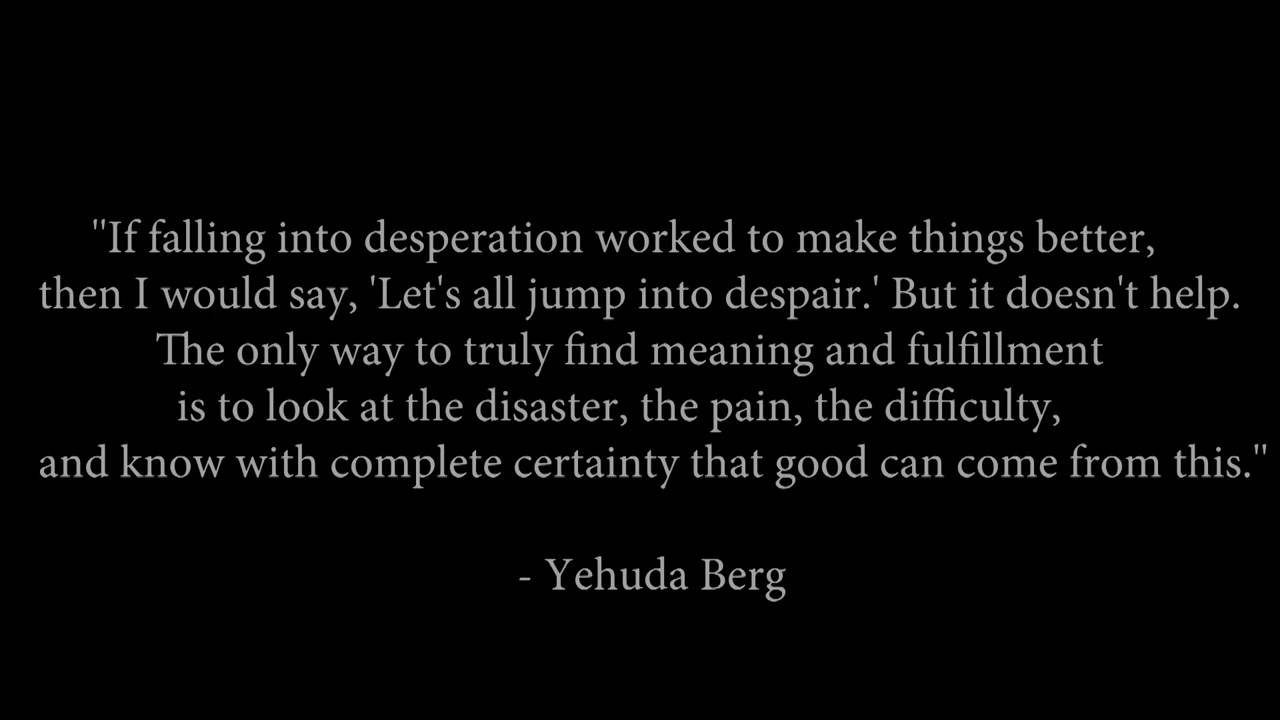 "If falling into desperation worked to make things better,
then I would say, 'Let's all jump into despair.' But it doesn't help.
The only way to truly find meaning and fulfillment
is to look at the disaster, the pain, the difficulty,
and know with complete certainty that good can come from this."
- Yehuda Berg